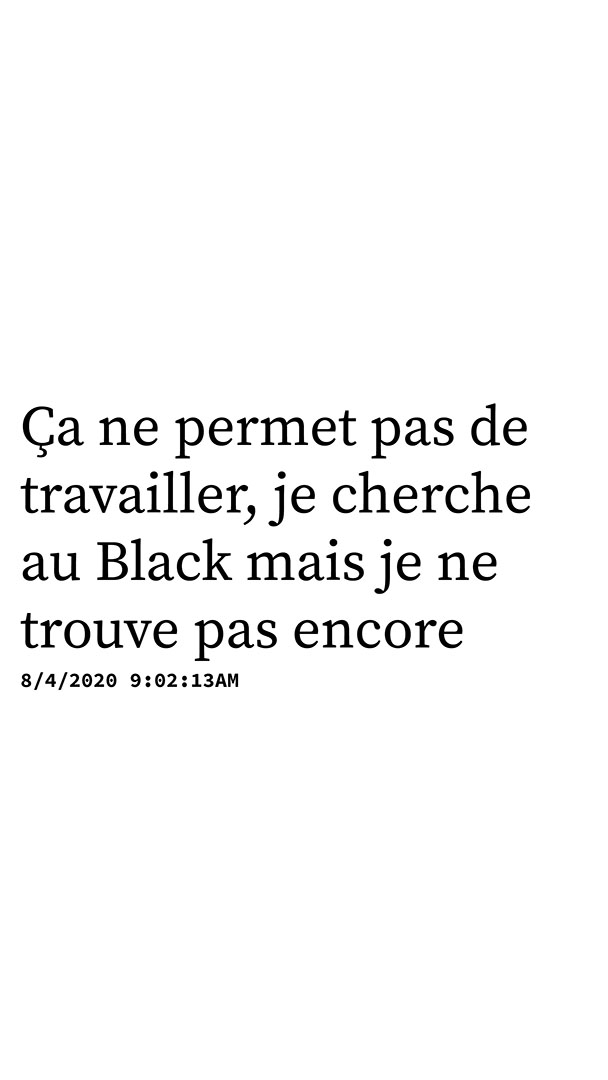 Ça ne permet pas de
travailler, je cherche
au Black mais je ne
trouve pas encore
8/4/2020 9:02:13AM